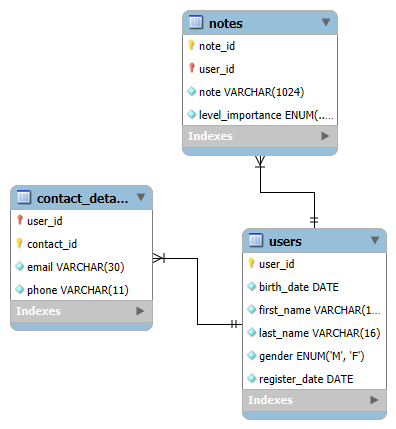 notes
note_id
user_id
note VARCHAR(1024)
level_importance ENUM(..…
Indexes
contact_deta...
user_id
contact_id
email VARCHAR(30)
phone VARCHAR(11)
Indexes
users
user_id
birth_date DATE
first_name VARCHAR(1...
last_name VARCHAR(16)
gender ENUM('M', 'F')
register_date DATE
Indexes